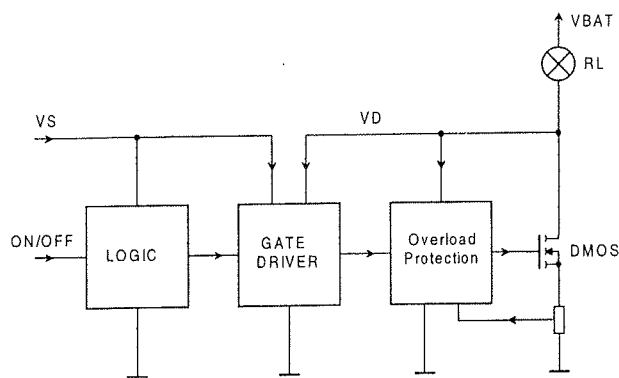 VBAT
RL
VS
VD
ON/OFF
LOGIC
GATE
DRIVER
Overload
Protection
DMOS